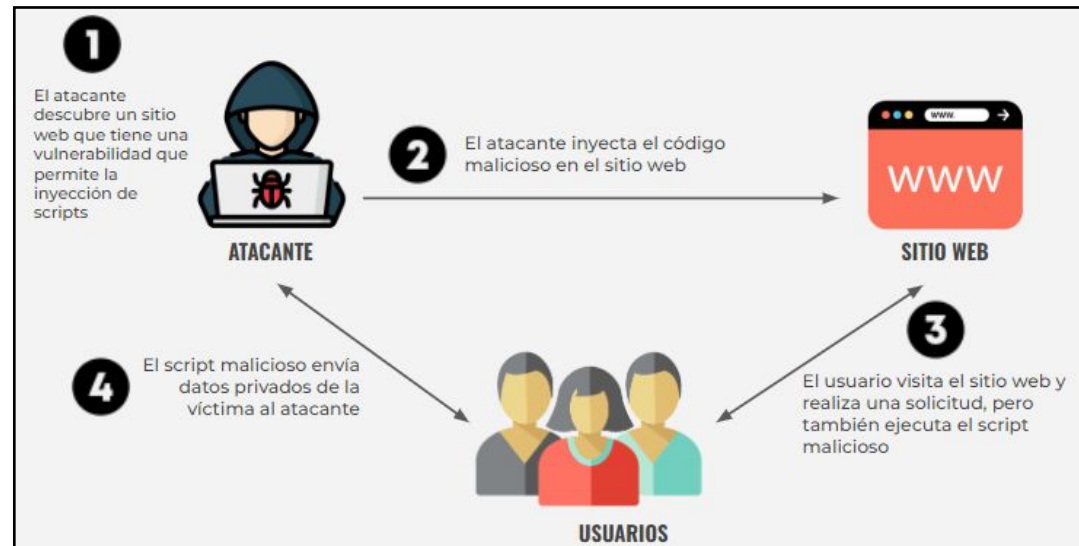 1
El atacante
descubre un sitio
web que tiene una
vulnerabilidad que
permite la
inyección de
scripts
ATACANTE
2
El atacante inyecta el código
malicioso en el sitio web
www.
WWW
SITIO WEB
3
El usuario visita el sitio web y
realiza una solicitud, pero
también ejecuta el script
malicioso
4
El script malicioso envía
datos privados de la
víctima al atacante
USUARIOS